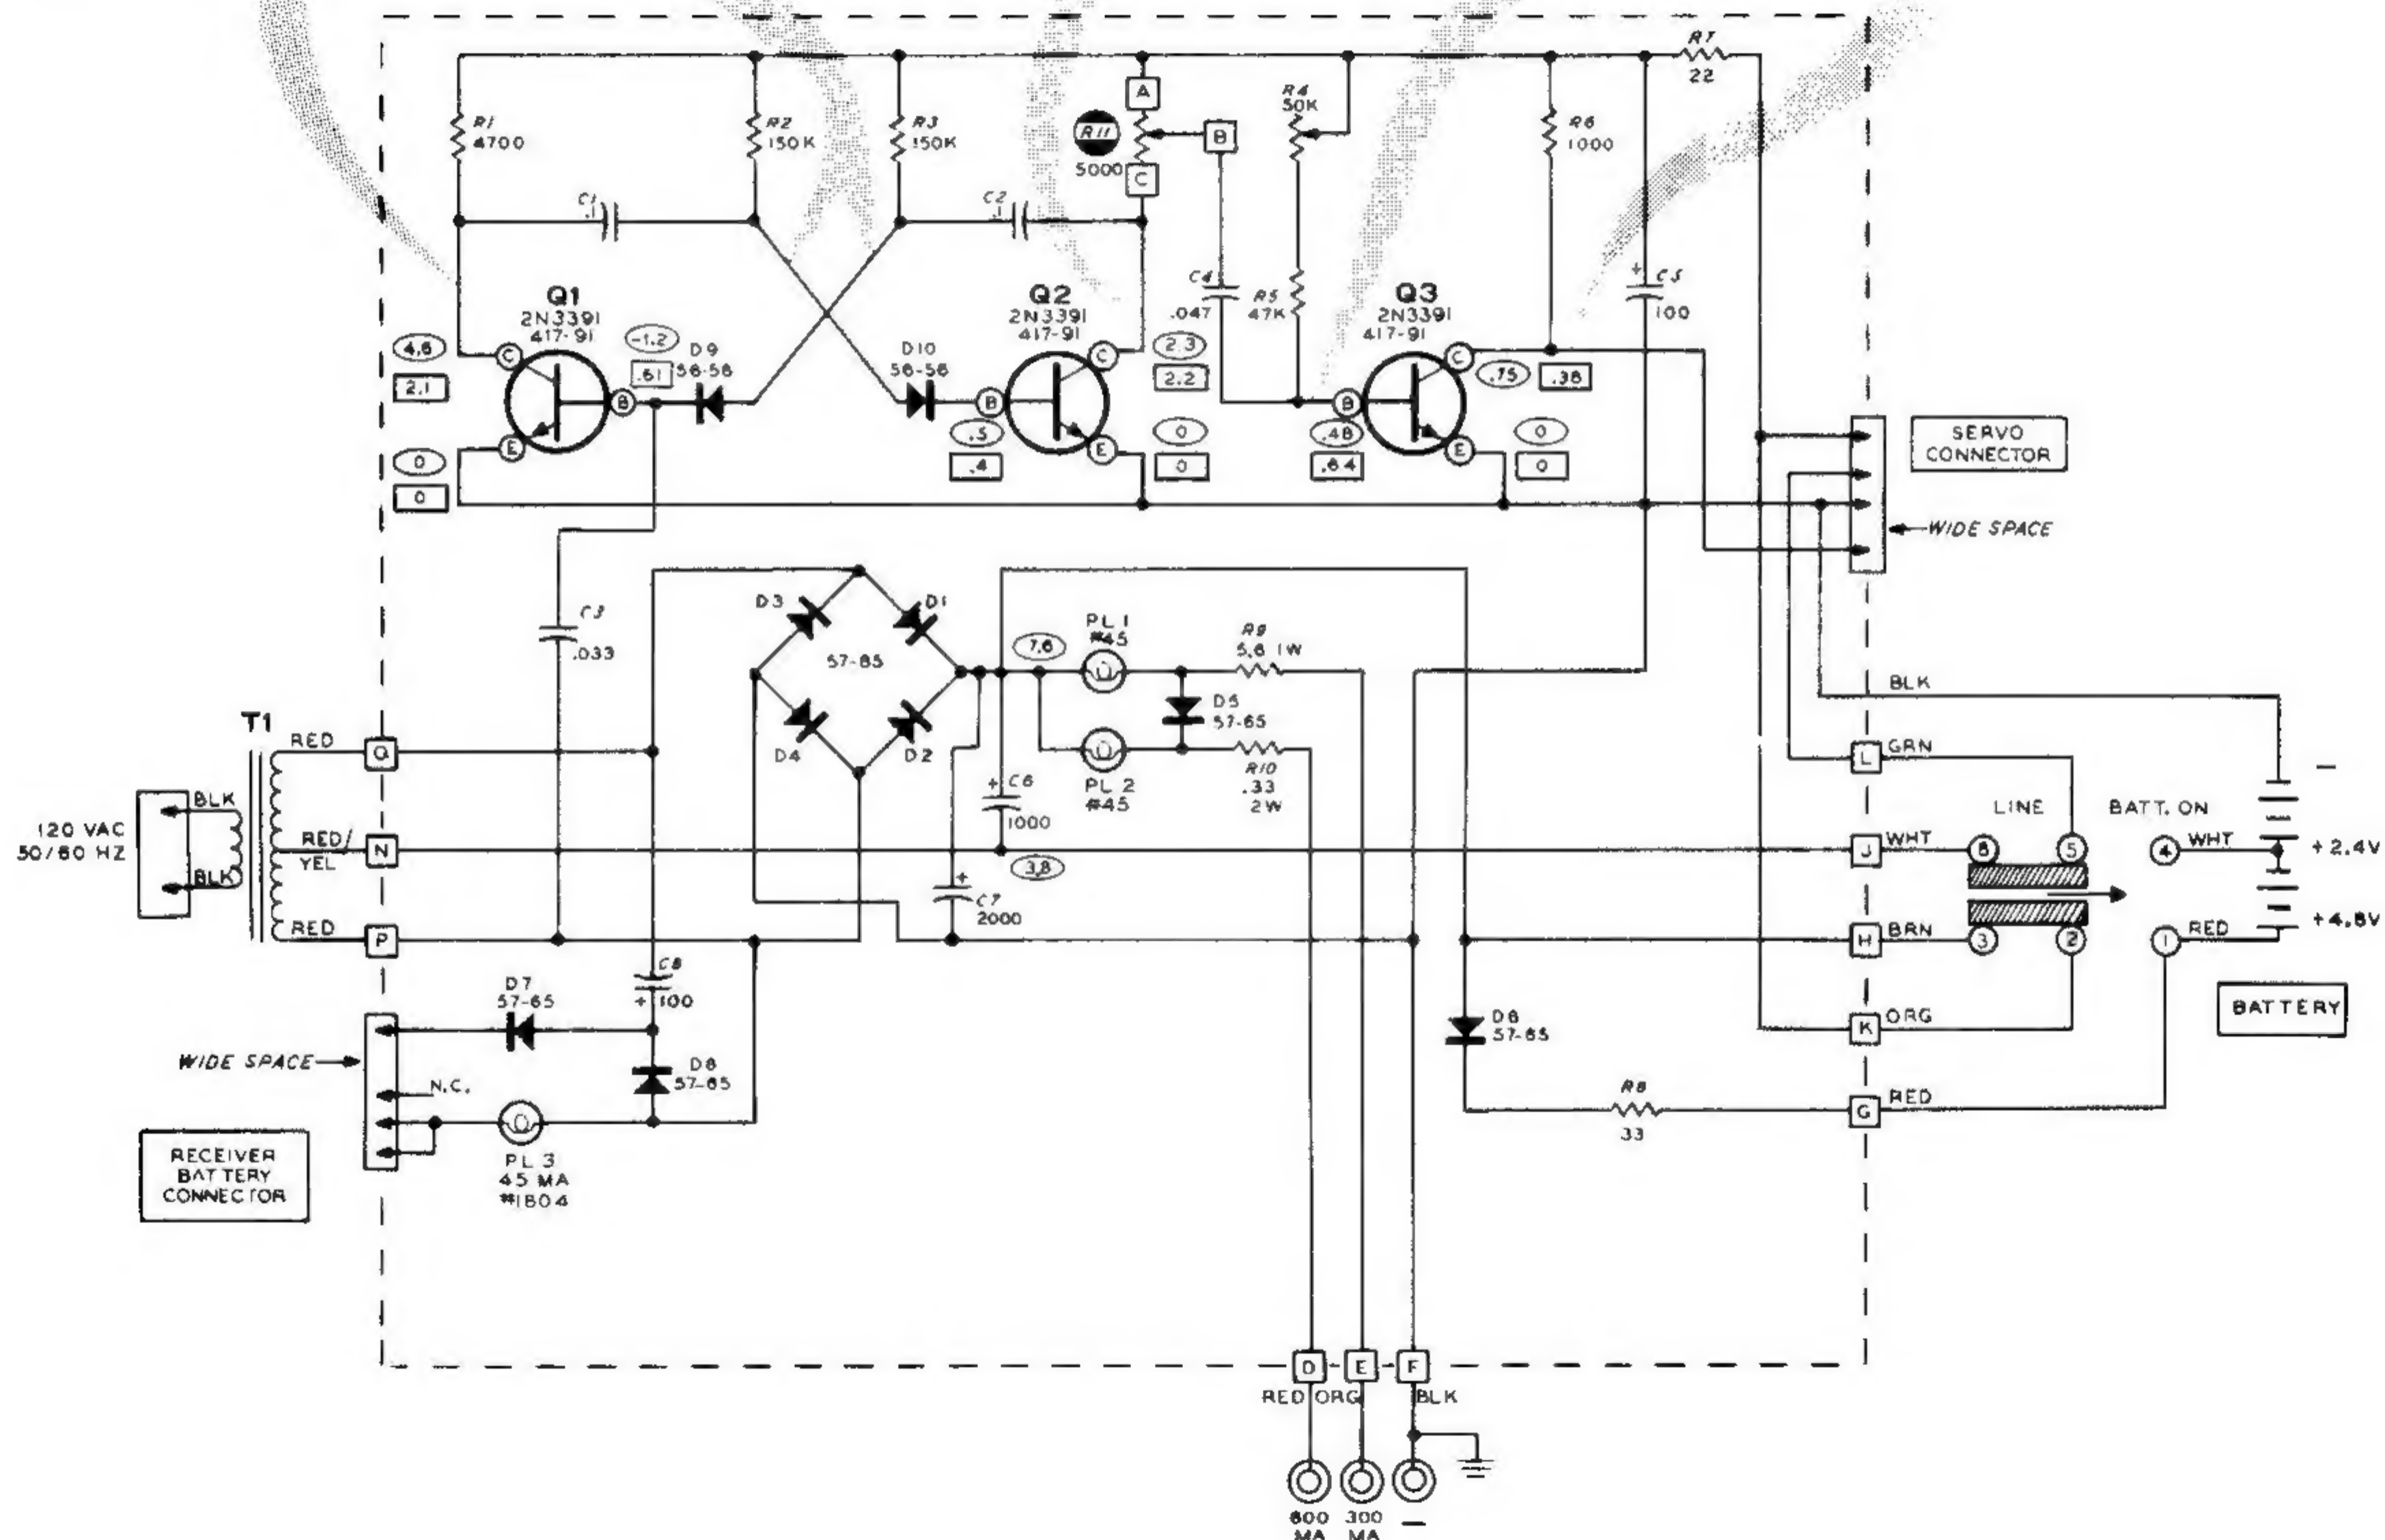 R7
22
R1
4700
R2
150K
R3
150K
A
R11
5000
B
C
R4
50K
R6
1000
C1
.1
C2
.1
C4
.047
R5
47K
+
C5
100
Q1
2N3391
417-91
Q2
2N3391
417-91
Q3
2N3391
417-91
C
B
E
4.6
2.1
-1.2
.61
0
0
D9
56-56
D10
56-56
B
C
E
2.3
2.2
.5
.4
0
0
B
C
E
.75
.38
.48
.64
0
0
SERVO
CONNECTOR
WIDE SPACE
C3
.033
D3
D1
57-65
D4
D2
7.6
PL 1
#45
R9
5.6 1W
D5
57-65
PL 2
#45
R10
.33
2W
+
C6
1000
3.8
+
C7
2000
T1
RED
RED/
YEL
RED
BLK
BLK
120 VAC
50/60 HZ
Q
N
P
C8
+ 100
D7
57-65
D8
57-65
WIDE SPACE
N.C.
RECEIVER
BATTERY
CONNECTOR
PL 3
45 MA
#1804
D6
57-65
R8
33
BLK
L
GRN
J
WHT
H
BRN
K
ORG
G
RED
LINE
BATT. ON
6
5
4
WHT
3
2
1
RED
−
+2.4V
+4.8V
BATTERY
D
E
F
RED
ORG
BLK
600
MA
300
MA
−